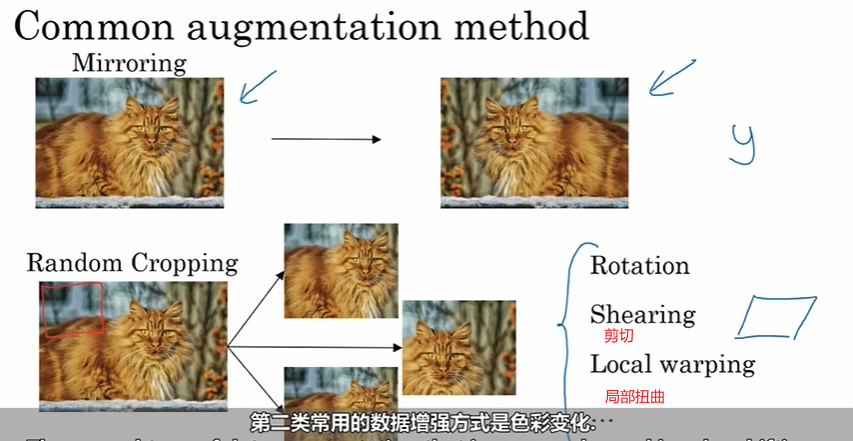 Common augmentation method
Mirroring
y
Random Cropping
Rotation
Shearing
剪切
Local warping
局部扭曲
第二类常用的数据增强方式是色彩变化…